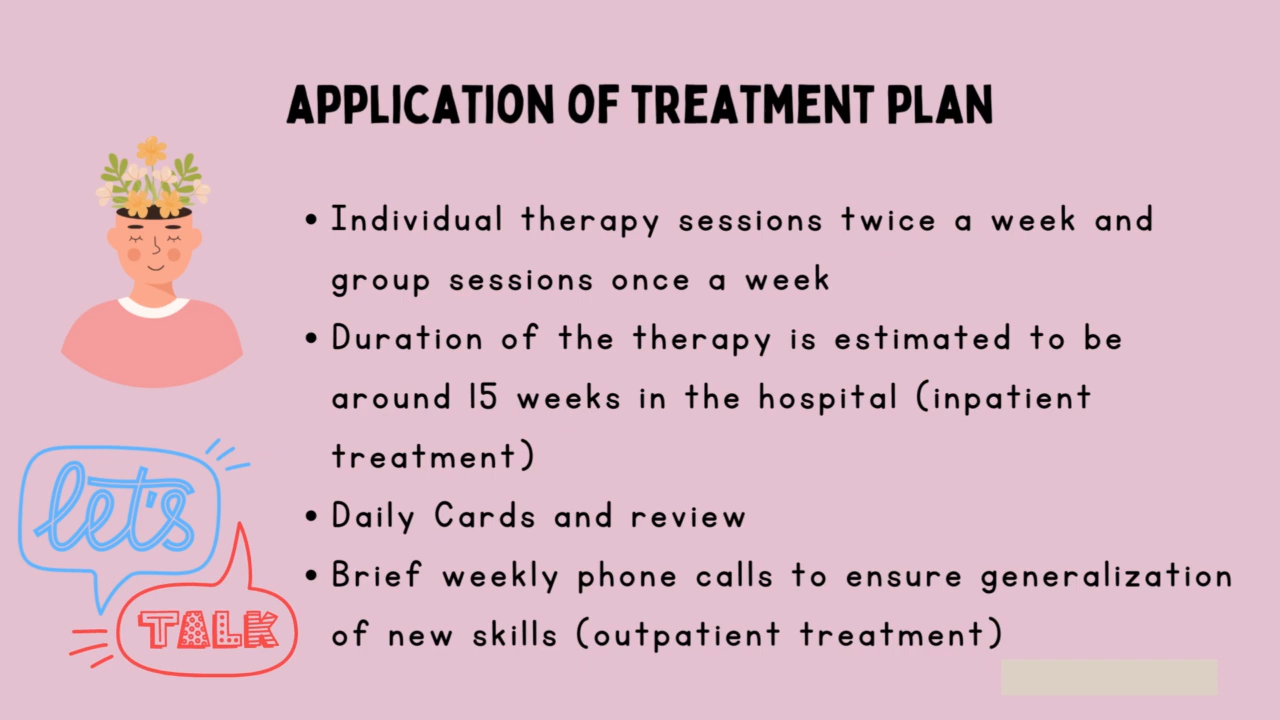 APPLICATION OF TREATMENT PLAN
• Individual therapy sessions twice a week and
group sessions once a week
• Duration of the therapy is estimated to be
around 15 weeks in the hospital (inpatient
treatment)
• Daily Cards and review
• Brief weekly phone calls to ensure generalization
of new skills (outpatient treatment)
let's
TALK